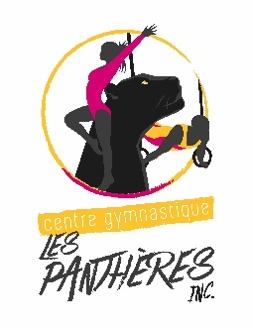 centre gymnastique
LES
PANTHÈRES
INC.